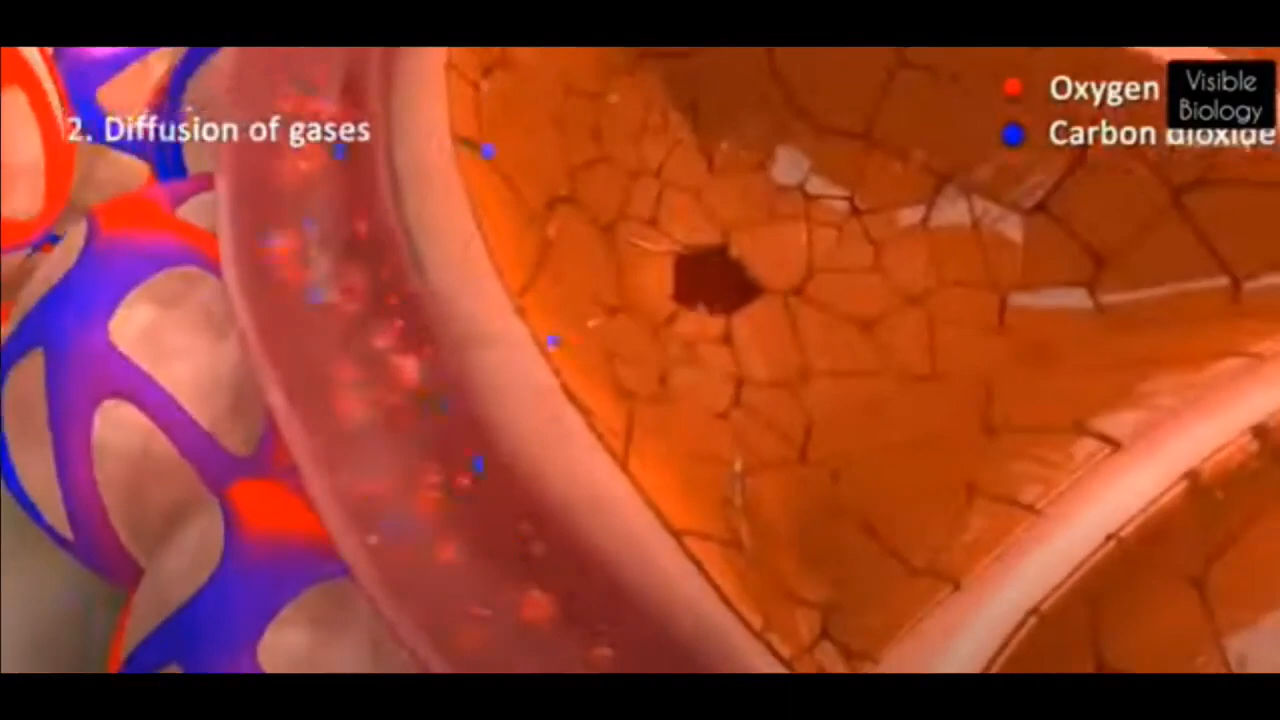 2. Diffusion of gases
Oxygen
Carbon dioxide
Visible
Biology